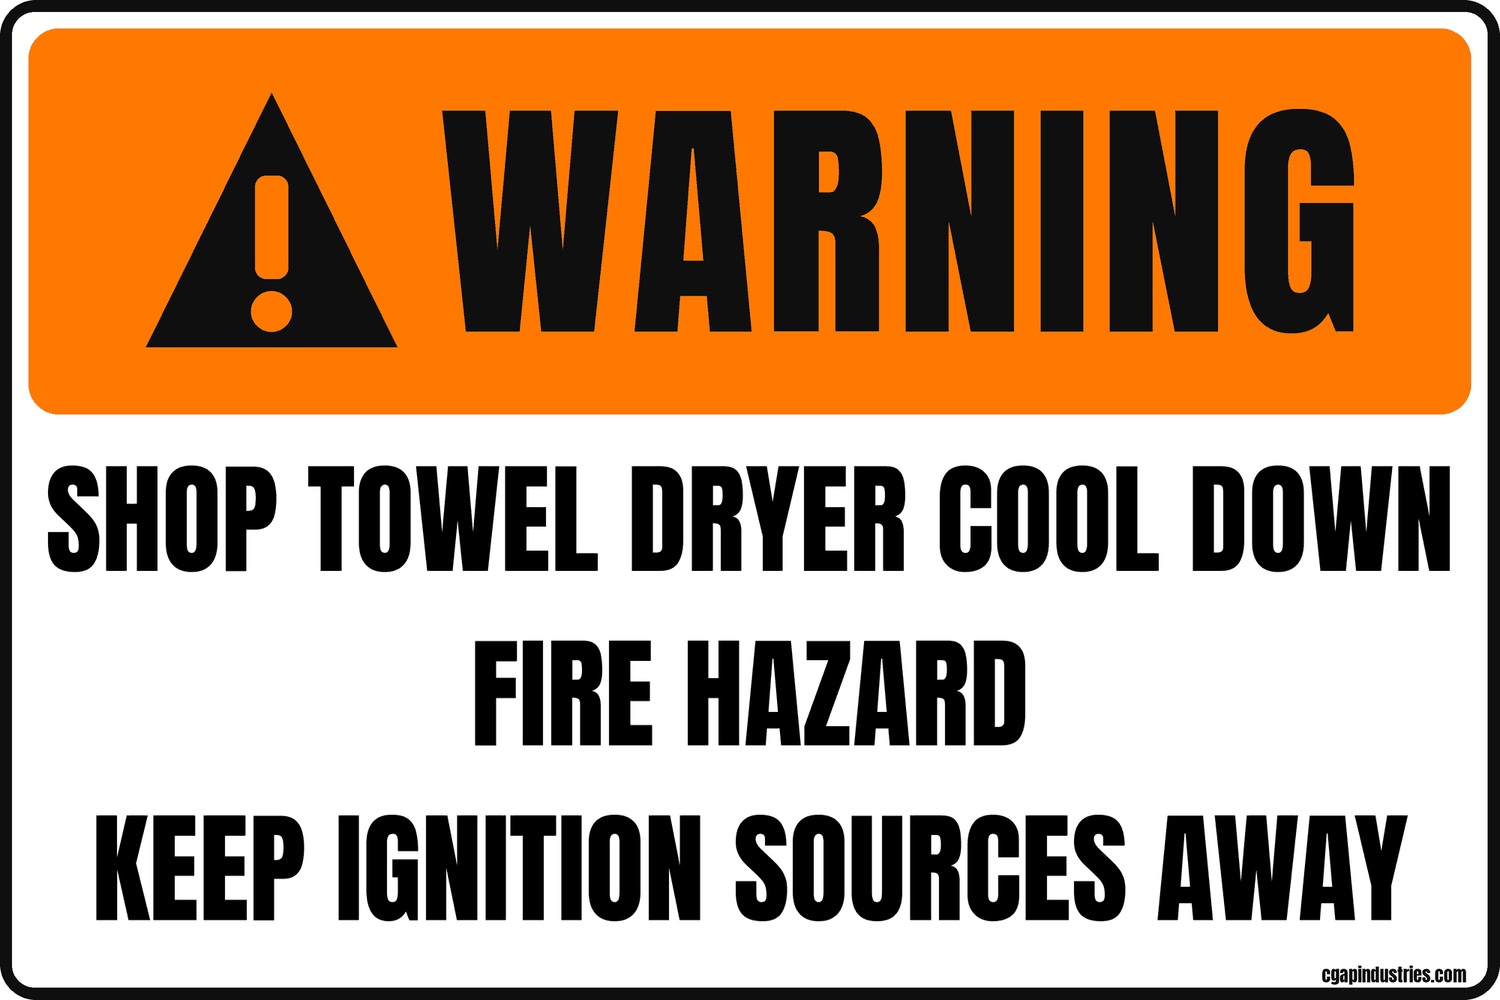 WARNING
SHOP TOWEL DRYER COOL DOWN
FIRE HAZARD
KEEP IGNITION SOURCES AWAY
cgapindustries.com